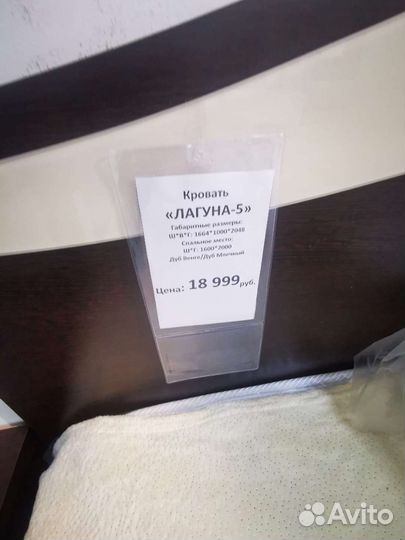 Кровать
«ЛАГУНА-5»
Габаритные размеры:
Ш*В*Г: 1664*1000*2048
Спальное место:
Ш*Г: 1600*2000
Дуб Венге/Дуб Млечный
Цена: 18 999руб.
Avito